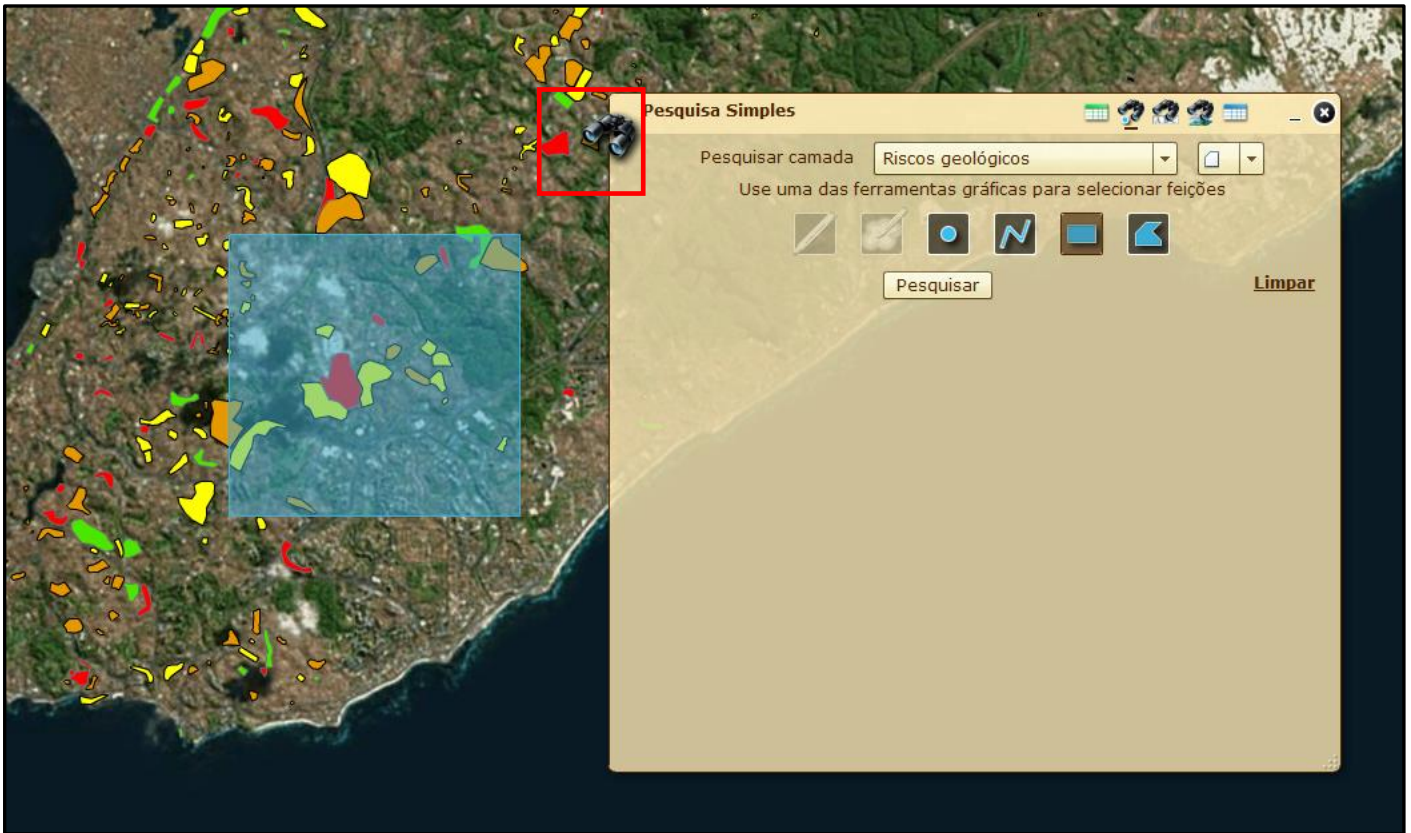 Pesquisa Simples
Pesquisar camada Riscos geológicos
Use uma das ferramentas gráficas para selecionar feições
Pesquisar Limpar